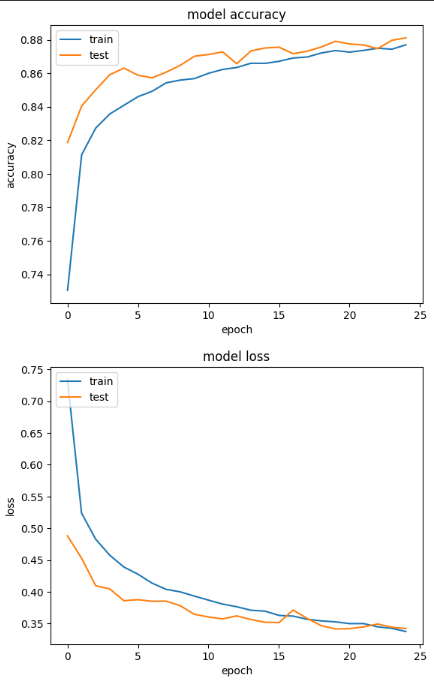 model accuracy
train
test
0.88
0.86
0.84
0.82
0.80
0.78
0.76
0.74
accuracy
0 5 10 15 20 25
epoch
model loss
train
test
0.75
0.70
0.65
0.60
0.55
0.50
0.45
0.40
0.35
loss
0 5 10 15 20 25
epoch